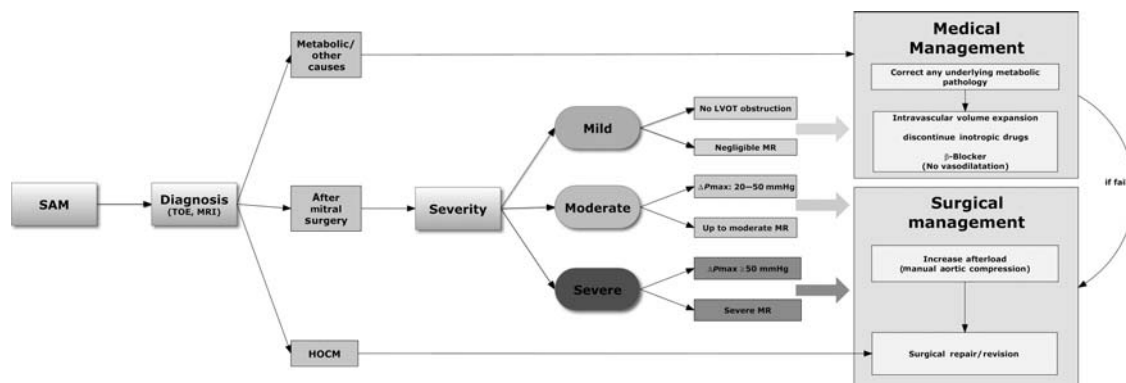 SAM
Diagnosis
(TOE, MRI)
Metabolic/
other
causes
After
mitral
surgery
HOCM
Severity
Mild
Moderate
Severe
No LVOT obstruction
Negligible MR
ΔPmax: 20—50 mmHg
Up to moderate MR
ΔPmax ≥50 mmHg
Severe MR
Medical
Management
Correct any underlying metabolic
pathology
Intravascular volume expansion
discontinue inotropic drugs
β-Blocker
(No vasodilatation)
if fai
Surgical
management
Increase afterload
(manual aortic compression)
Surgical repair/revision